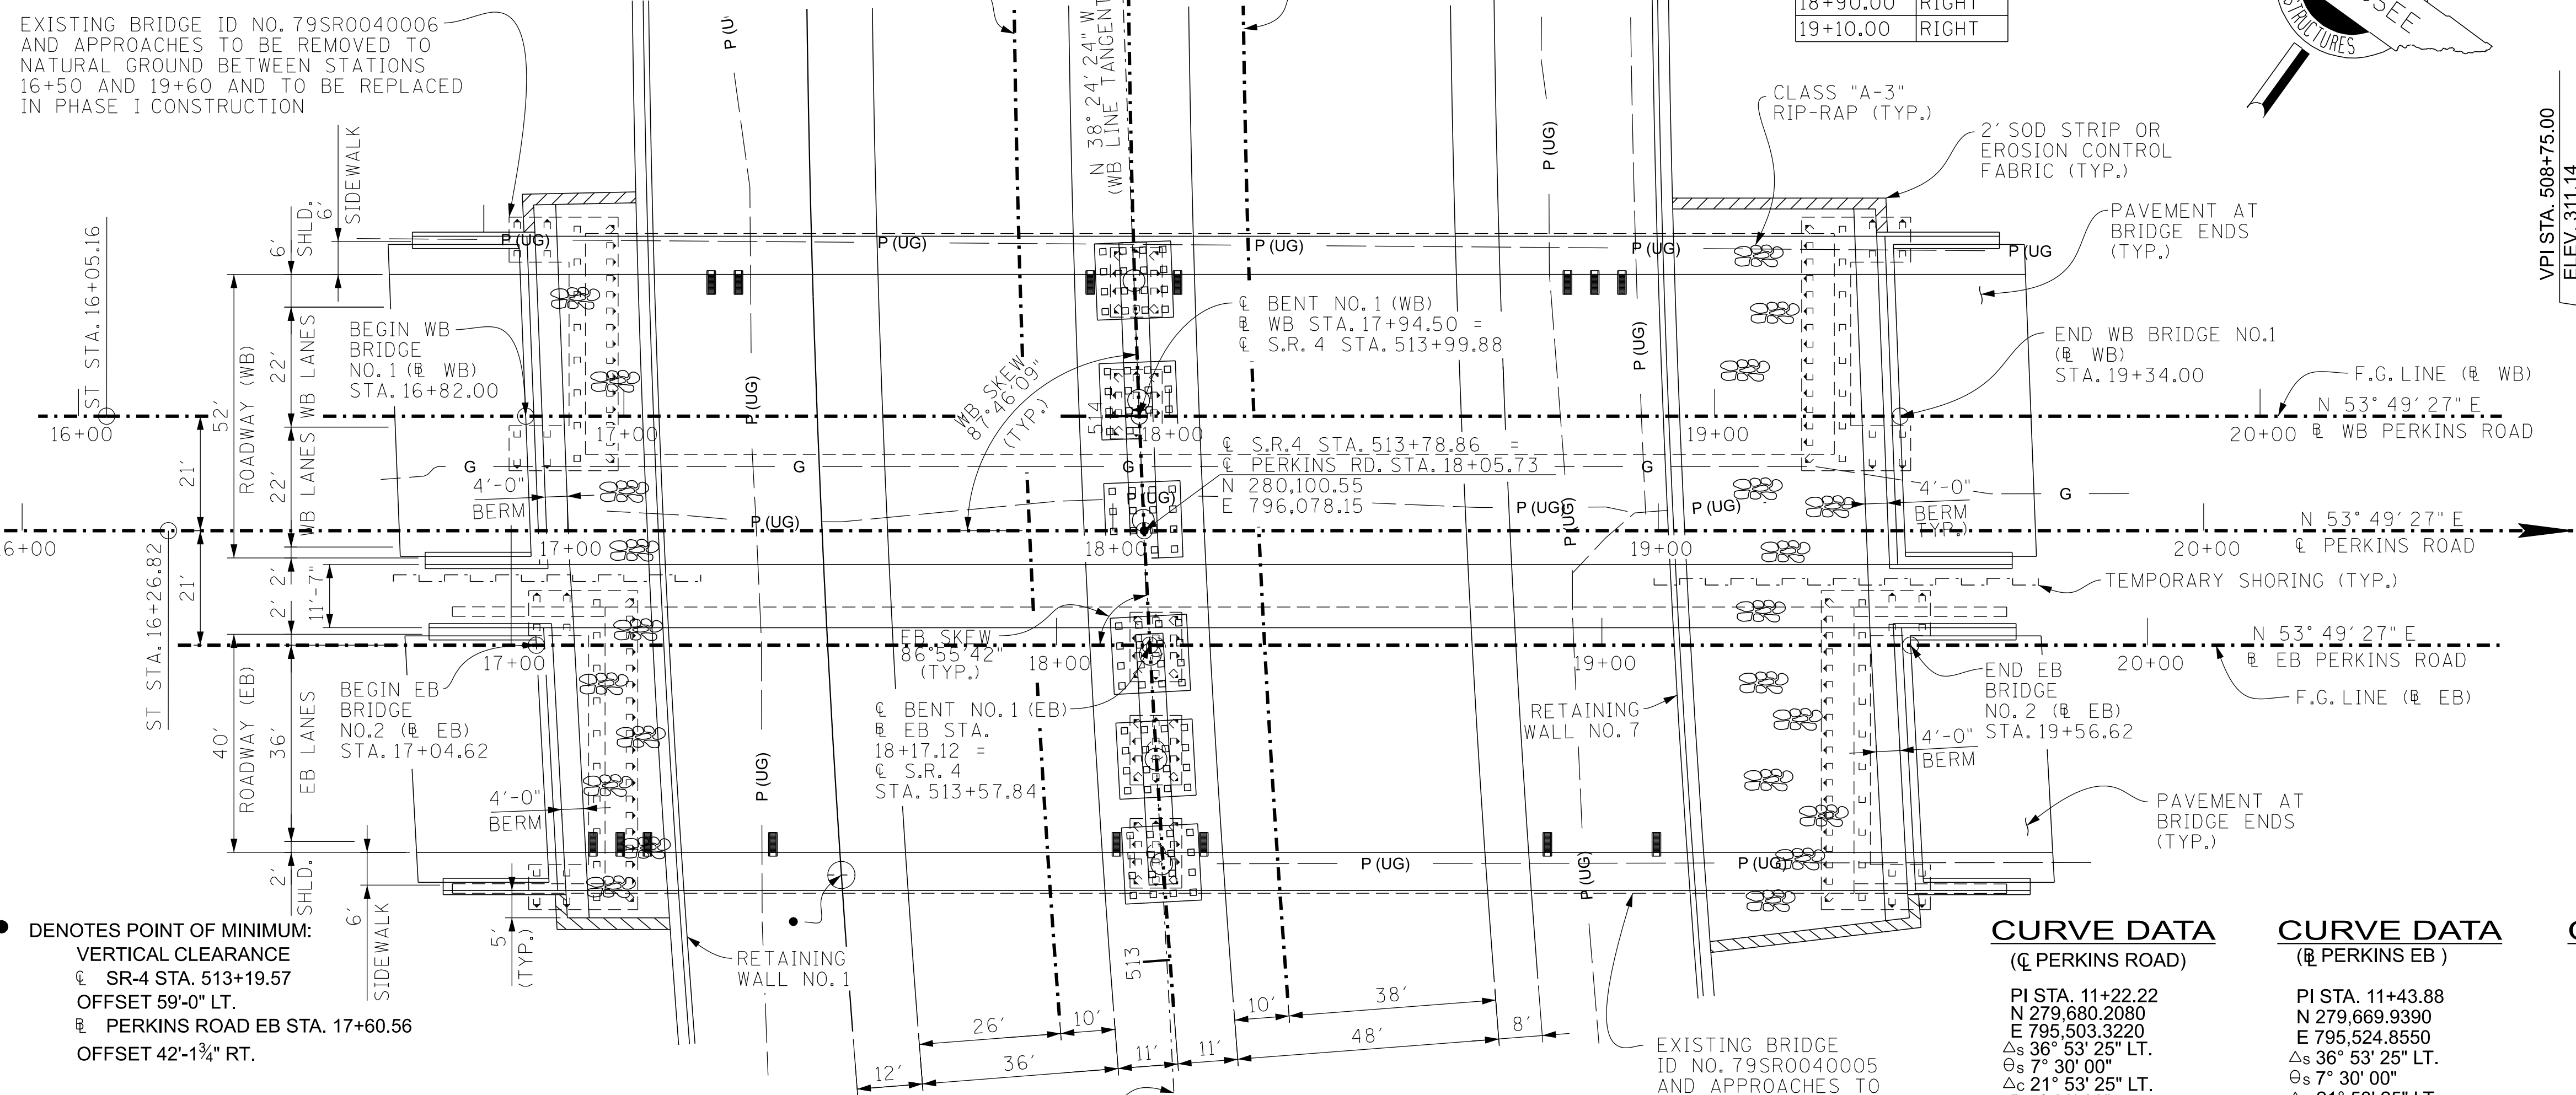 EXISTING BRIDGE ID NO. 79SR0040006
AND APPROACHES TO BE REMOVED TO
NATURAL GROUND BETWEEN STATIONS
16+50 AND 19+60 AND TO BE REPLACED
IN PHASE I CONSTRUCTION
P (U
N 38° 24' 24" W
(WB LINE TANGENT
18+90.00 RIGHT
19+10.00 RIGHT
SEE
STRUCTURES
CLASS "A-3"
RIP-RAP (TYP.)
2' SOD STRIP OR
EROSION CONTROL
FABRIC (TYP.)
VPI STA. 508+75.00
ELEV. 311.14
PAVEMENT AT
BRIDGE ENDS
(TYP.)
P (UG)
P (UG)
6'
SIDEWALK
6'
SHLD.
P (UG)
P (UG)
P (UG)
P (UG)
P (UG
ST STA. 16+05.16
52'
ROADWAY (WB)
22'
WB LANES
22'
WB LANES
BEGIN WB
BRIDGE
NO. 1 (℄ WB)
STA. 16+82.00
P (UG)
WB SKEW
87°46'09"
(TYP.)
514
℄ BENT NO. 1 (WB)
℄ WB STA. 17+94.50 =
℄ S.R. 4 STA. 513+99.88
END WB BRIDGE NO.1
(℄ WB)
STA. 19+34.00
F.G. LINE (℄ WB)
N 53° 49' 27" E
16+00
17+00
18+00
19+00
20+00
℄ WB PERKINS ROAD
℄ S.R.4 STA. 513+78.86 =
℄ PERKINS RD. STA. 18+05.73
N 280,100.55
E 796,078.15
G
G
G
G
G
4'-0"
BERM
4'-0"
BERM
TYP.)
21'
21'
P (UG)
P (UG)
P (UG)
P (UG)
P (UG)
N 53° 49' 27" E
6+00
17+00
18+00
19+00
20+00
℄ PERKINS ROAD
2'
2'
11'-7"
TEMPORARY SHORING (TYP.)
ST STA. 16+26.82
N 53° 49' 27" E
17+00
18+00
19+00
20+00
℄ EB PERKINS ROAD
EB SKEW
86°55'42"
(TYP.)
40'
ROADWAY (EB)
36'
EB LANES
BEGIN EB
BRIDGE
NO.2 (℄ EB)
STA. 17+04.62
℄ BENT NO. 1 (EB)
℄ EB STA.
18+17.12 =
℄ S.R. 4
STA. 513+57.84
RETAINING
WALL NO. 7
END EB
BRIDGE
NO. 2 (℄ EB)
STA. 19+56.62
F.G. LINE (℄ EB)
4'-0"
BERM
4'-0"
BERM
P (UG)
PAVEMENT AT
BRIDGE ENDS
(TYP.)
2'
SHLD.
6'
SIDEWALK
5'
(TYP.)
P (UG)
P (UG)
P (UG)
RETAINING
WALL NO. 1
513
DENOTES POINT OF MINIMUM:
VERTICAL CLEARANCE
℄ SR-4 STA. 513+19.57
OFFSET 59'-0" LT.
℄ PERKINS ROAD EB STA. 17+60.56
OFFSET 42'-1¾" RT.
26'
10'
10'
38'
12'
36'
11'
11'
48'
8'
EXISTING BRIDGE
ID NO. 79SR0040005
AND APPROACHES TO
CURVE DATA
(℄ PERKINS ROAD)
PI STA. 11+22.22
N 279,680.2080
E 795,503.3220
△s 36° 53' 25" LT.
θs 7° 30' 00"
△c 21° 53' 25" LT.
CURVE DATA
(℄ PERKINS EB )
PI STA. 11+43.88
N 279,669.9390
E 795,524.8550
△s 36° 53' 25" LT.
θs 7° 30' 00"